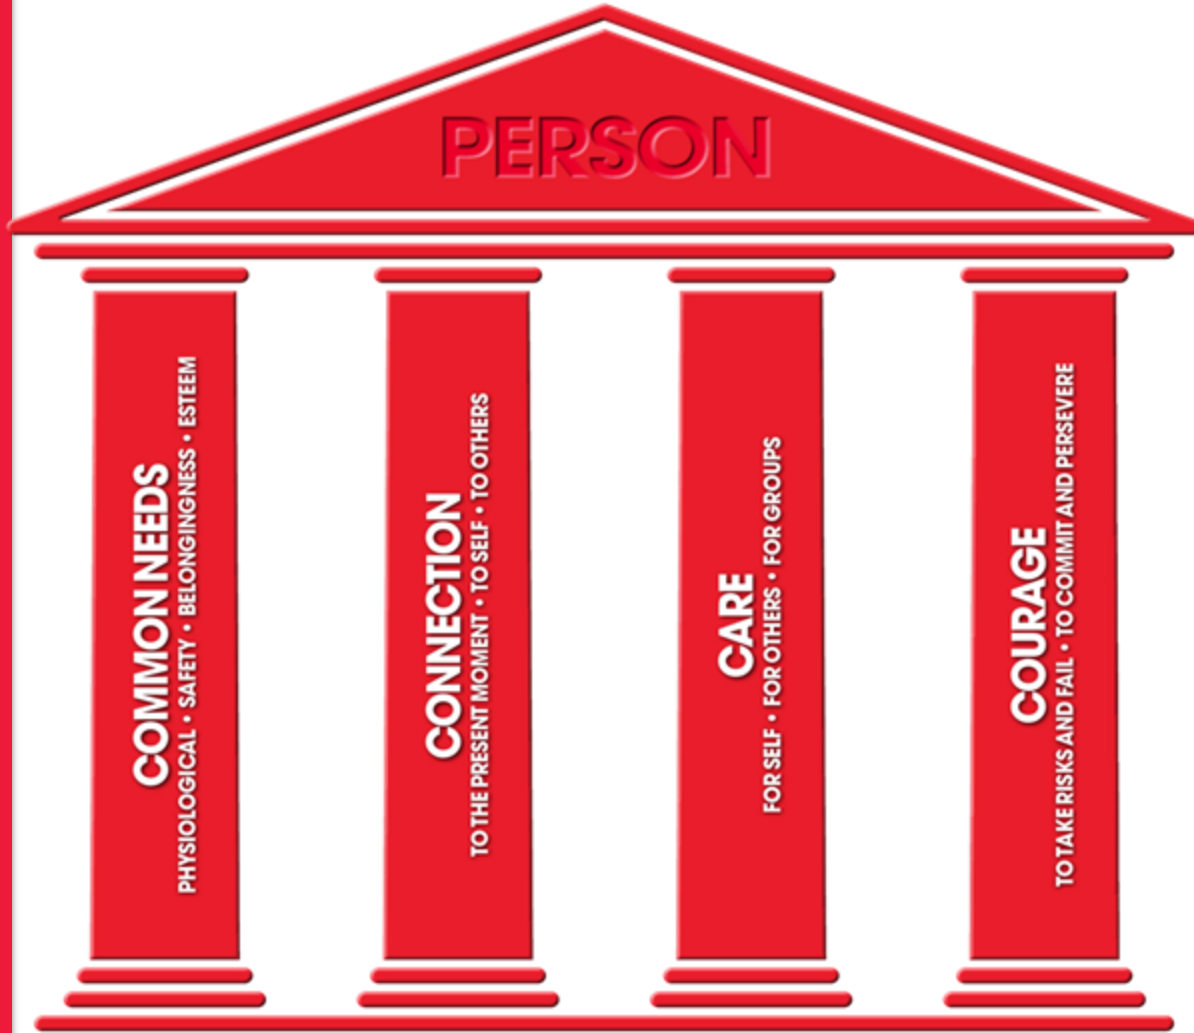 PERSON
COMMON NEEDS
PHYSIOLOGICAL • SAFETY • BELONGINGNESS • ESTEEM
CONNECTION
TO THE PRESENT MOMENT • TO SELF • TO OTHERS
CARE
FOR SELF • FOR OTHERS • FOR GROUPS
COURAGE
TO TAKE RISKS AND FAIL • TO COMMIT AND PERSEVERE